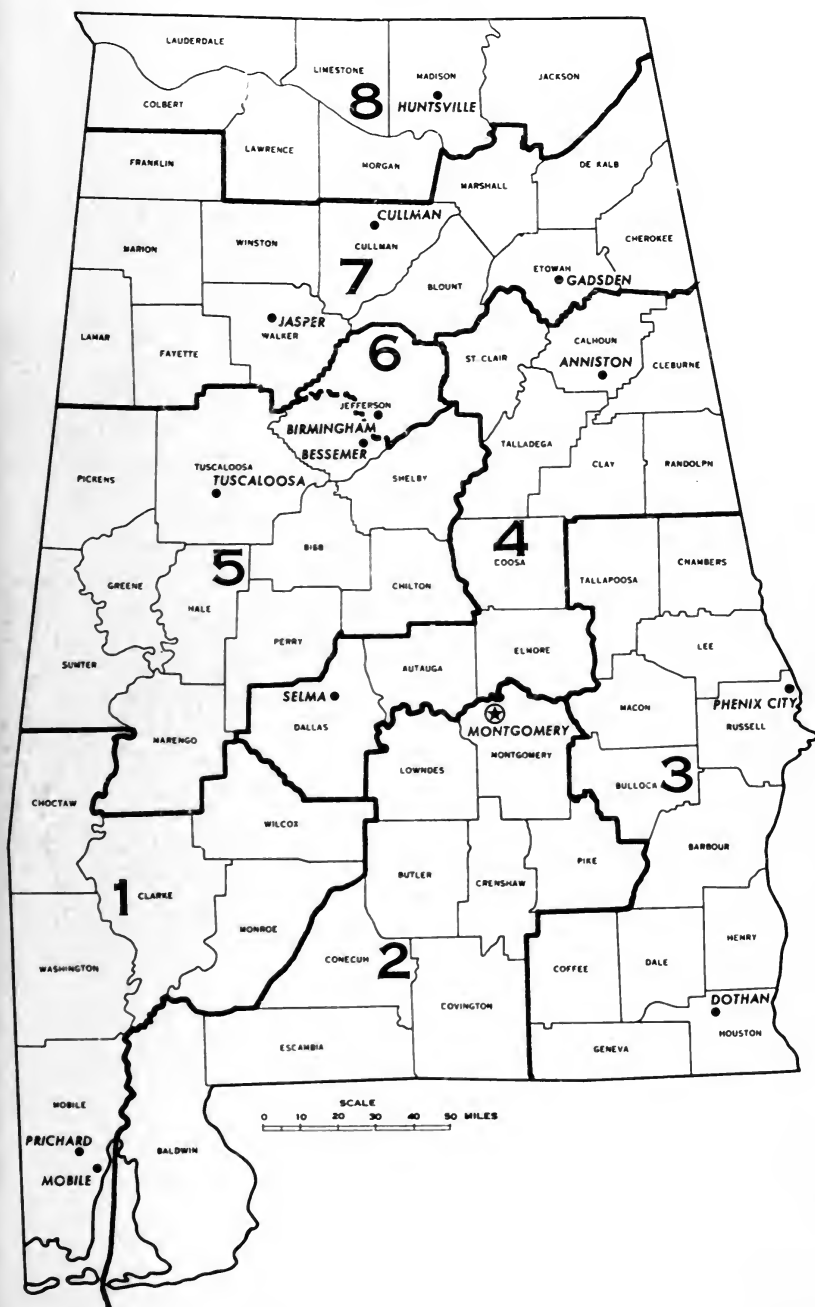 LAUDERDALE
LIMESTONE
MADISON
JACKSON
8
HUNTSVILLE
COLBERT
LAWRENCE
FRANKLIN
MORGAN
MARSHALL
DE KALB
CULLMAN
CULLMAN
MARION
WINSTON
CHEROKEE
7
ETOWAH
GADSDEN
BLOUNT
JASPER
WALKER
LAMAR
FAYETTE
6
ST. CLAIR
CALHOUN
ANNISTON
CLEBURNE
JEFFERSON
BIRMINGHAM
BESSEMER
TALLADEGA
CLAY
RANDOLPH
PICKENS
TUSCALOOSA
TUSCALOOSA
SHELBY
BIBB
4
COOSA
5
GREENE
HALE
CHILTON
TALLAPOOSA
CHAMBERS
PERRY
ELMORE
LEE
SUMTER
AUTAUGA
SELMA
DALLAS
MACON
PHENIX CITY
RUSSELL
MONTGOMERY
MONTGOMERY
MARENGO
LOWNDES
3
BULLOCA
CHOCTAW
WILCOX
BARBOUR
PIKE
BUTLER
CRENSHAW
1
CLARKE
MONROE
CONECUH
2
HENRY
WASHINGTON
COFFEE
DALE
DOTHAN
HOUSTON
COVINGTON
ESCAMBIA
GENEVA
SCALE
0 10 20 30 40 50 MILES
MOBILE
PRICHARD
MOBILE
BALDWIN